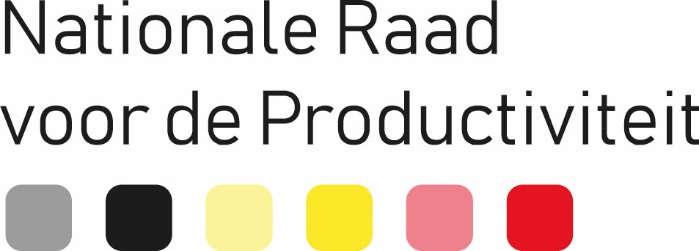 Nationale Raad
voor de Productiviteit